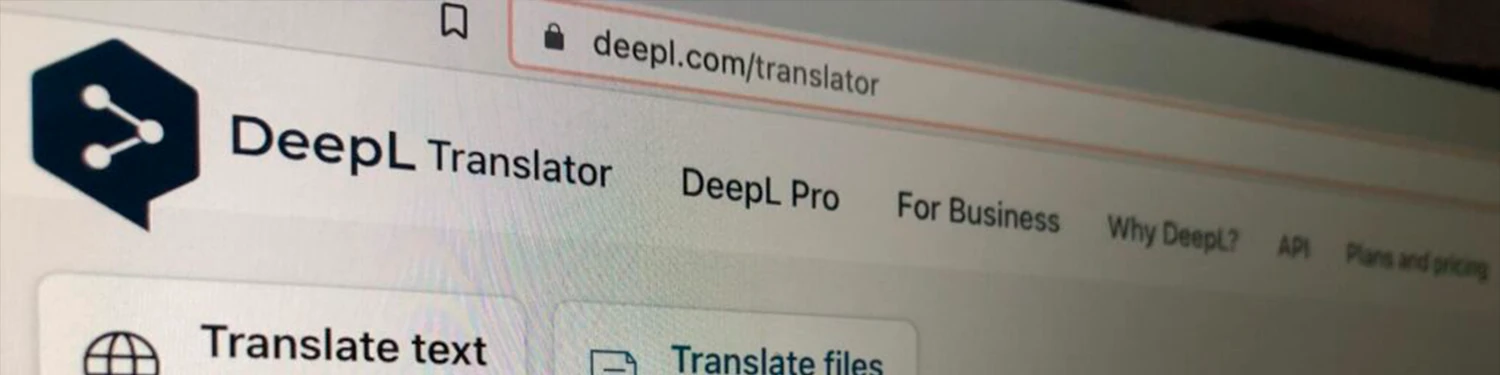 deepl.com/translator
DeepL Translator DeepL Pro For Business Why DeepL? API Plans and pricing
Translate text Translate files